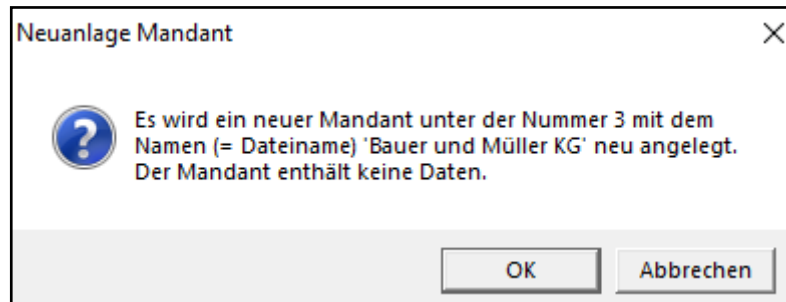 Neuanlage Mandant
Es wird ein neuer Mandant unter der Nummer 3 mit dem
Namen (= Dateiname) 'Bauer und Müller KG' neu angelegt.
Der Mandant enthält keine Daten.
OK
Abbrechen